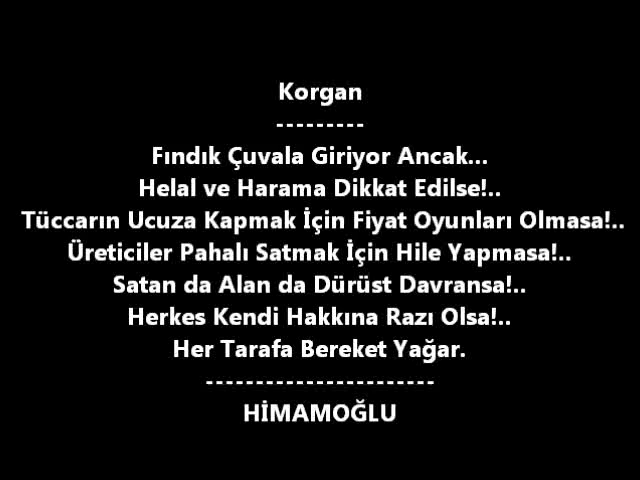 Korgan
---------
Fındık Çuvala Giriyor Ancak...
Helal ve Harama Dikkat Edilse!..
Tüccarın Ucuza Kapmak İçin Fiyat Oyunları Olmasa!..
Üreticiler Pahalı Satmak İçin Hile Yapmasa!..
Satan da Alan da Dürüst Davransa!..
Herkes Kendi Hakkına Razı Olsa!..
Her Tarafa Bereket Yağar.
-----------------------
HİMAMOĞLU